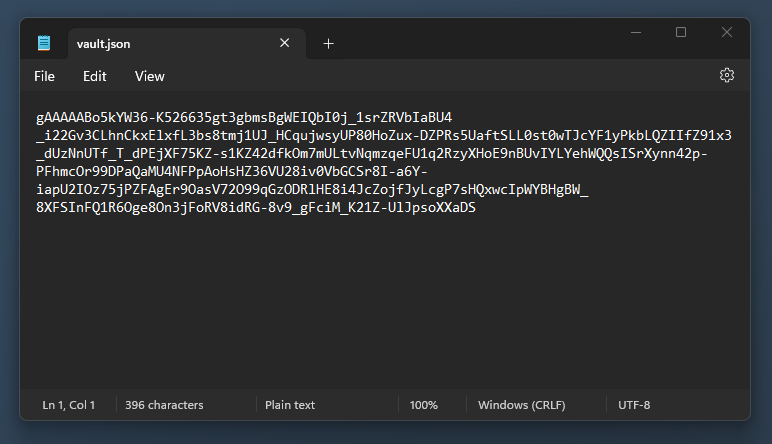 vault.json
File Edit View
gAAAAABo5kYW36-K526635gt3gbmsBgWEIQbI0j_1srZRVbIaBU4
_i22Gv3CLhnCkxElxfL3bs8tmj1UJ_HCqujwsyUP80HoZux-DZPRs5UaftSLL0st0wTJcYF1yPkbLQZIIfZ91x3
_dUzNnUTf_T_dPEjXF75KZ-s1KZ42dfkOm7mULtvNqmzqeFU1q2RzyXHoE9nBUvIYLYehWQQsISrXynn42p-
PFhmcOr99DPaQaMU4NFPpAoHsHZ36VU28iv0VbGCSr8I-a6Y-
iapU2IOz75jPZFAgEr9OasV72O99qGzODRlHE8i4JcZojfJyLcgP7sHQxwcIpWYBHgBW_
8XFSInFQ1R6Oge8On3jFoRV8idRG-8v9_gFciM_K21Z-UlJpsoXXaDS
Ln 1, Col 1 396 characters Plain text 100% Windows (CRLF) UTF-8